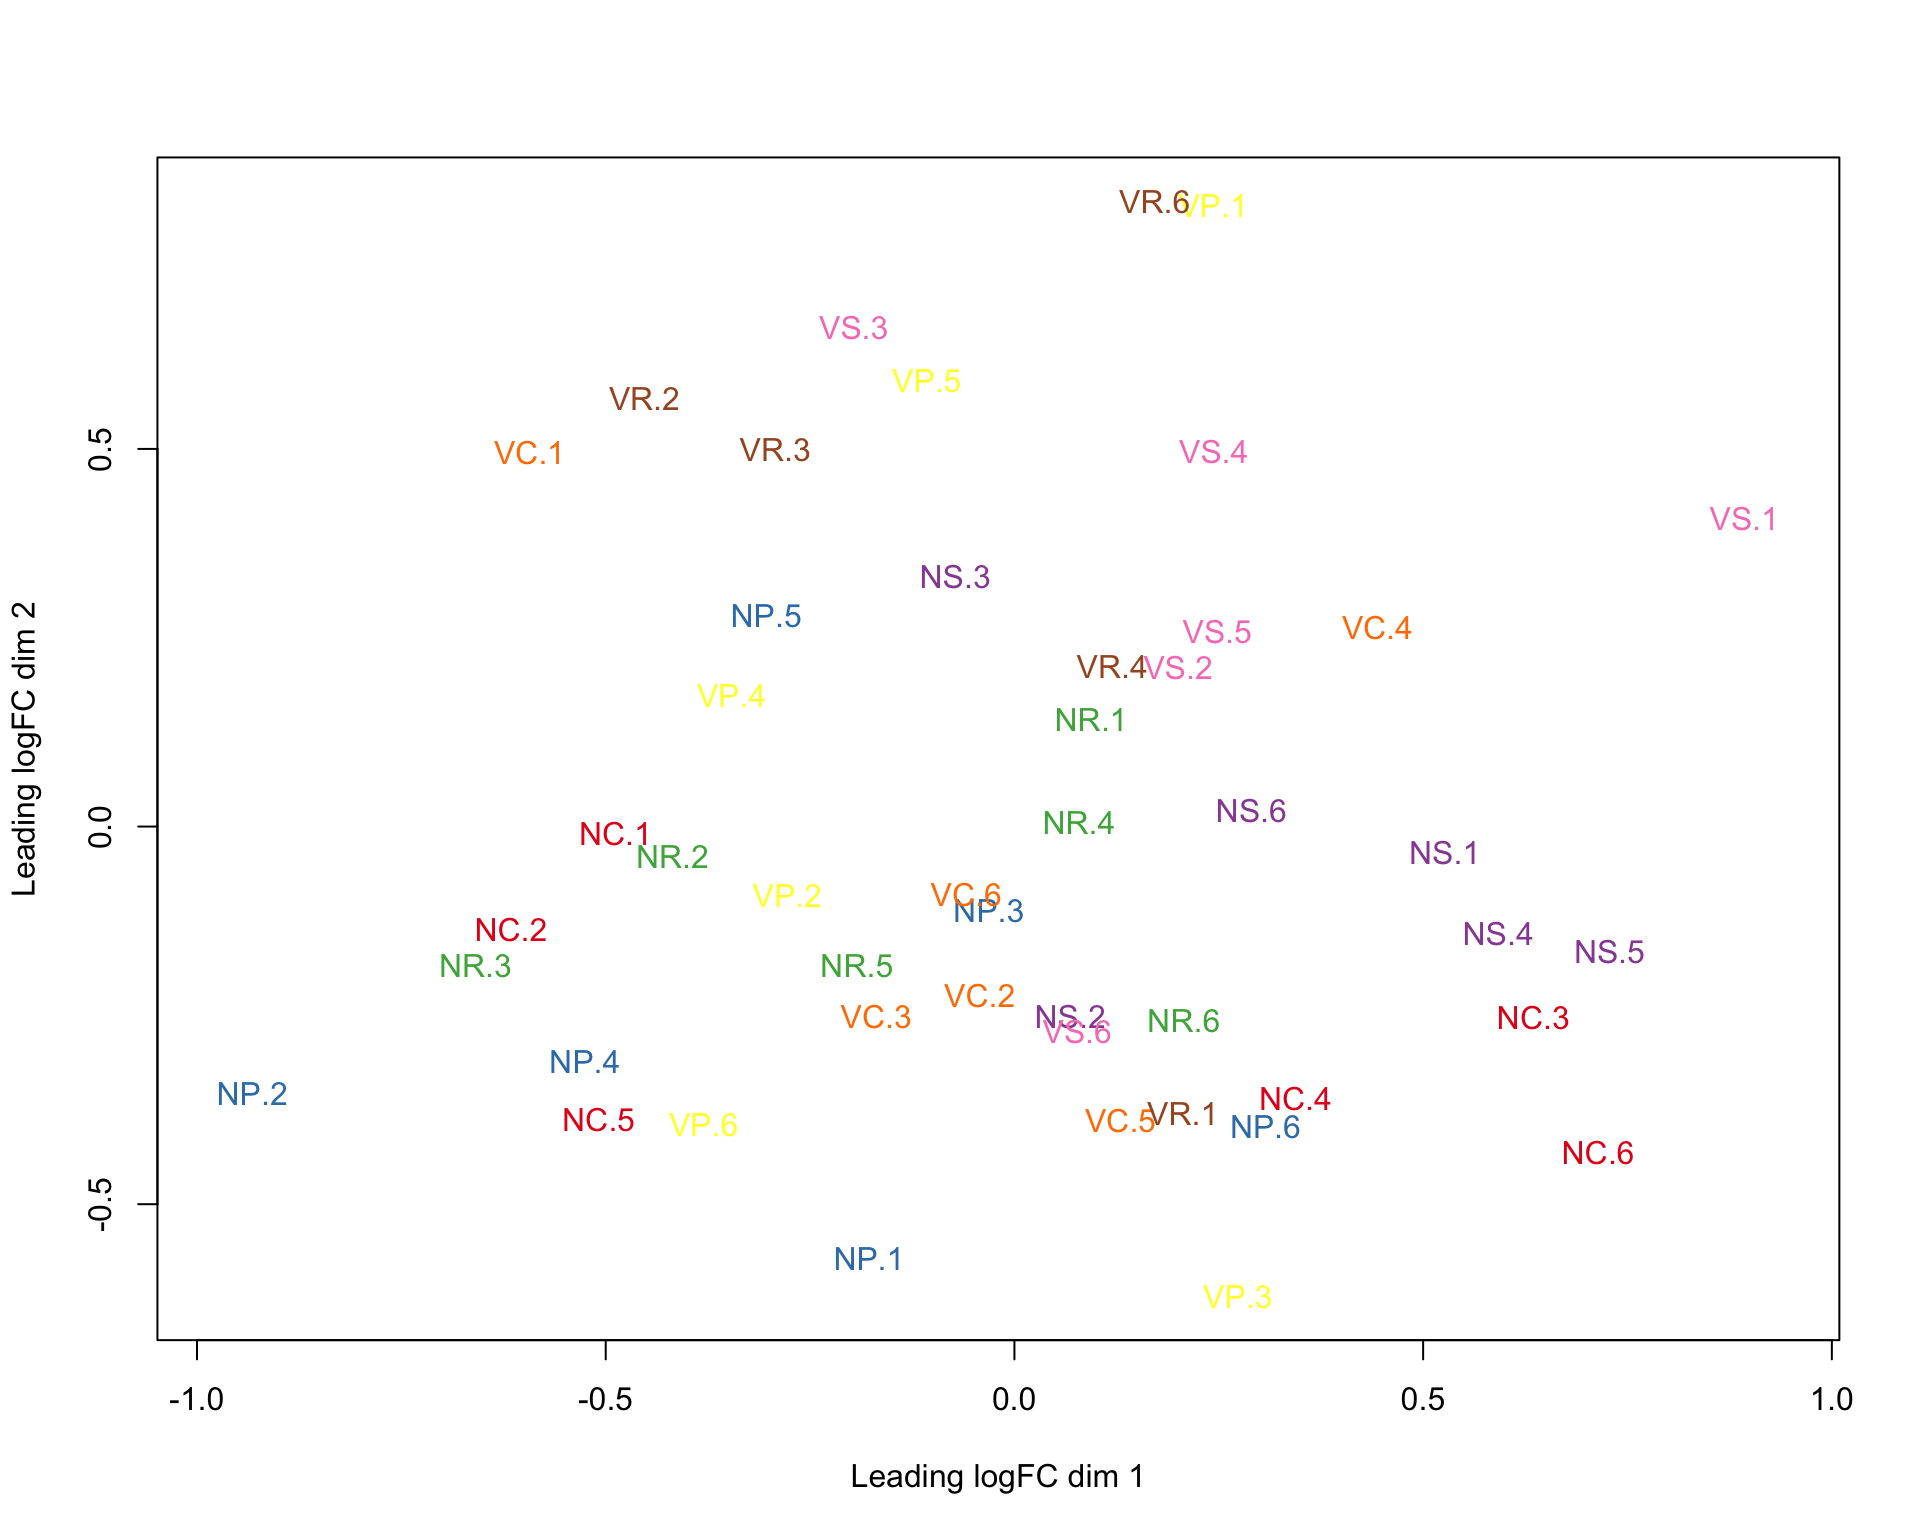 VR.6 VP.1
VS.3
VP.5
VR.2
VC.1 VR.3 VS.4
VS.1
NS.3
NP.5
VS.5 VC.4
VR.4 VS.2
VP.4
NR.1
NS.6
NR.4
NC.1
NR.2 NS.1
VP.2 VC.6
NP.3
NC.2 NS.4
NS.5
NR.3 NR.5
VC.2
VC.3 NS.2 NR.6 NC.3
VS.6
NP.4
NP.2 NC.4
NC.5 VP.6 VC.5 VR.1 NP.6
NC.6
NP.1
VP.3
0.5
0.0
-0.5
Leading logFC dim 2
-1.0 -0.5 0.0 0.5 1.0
Leading logFC dim 1